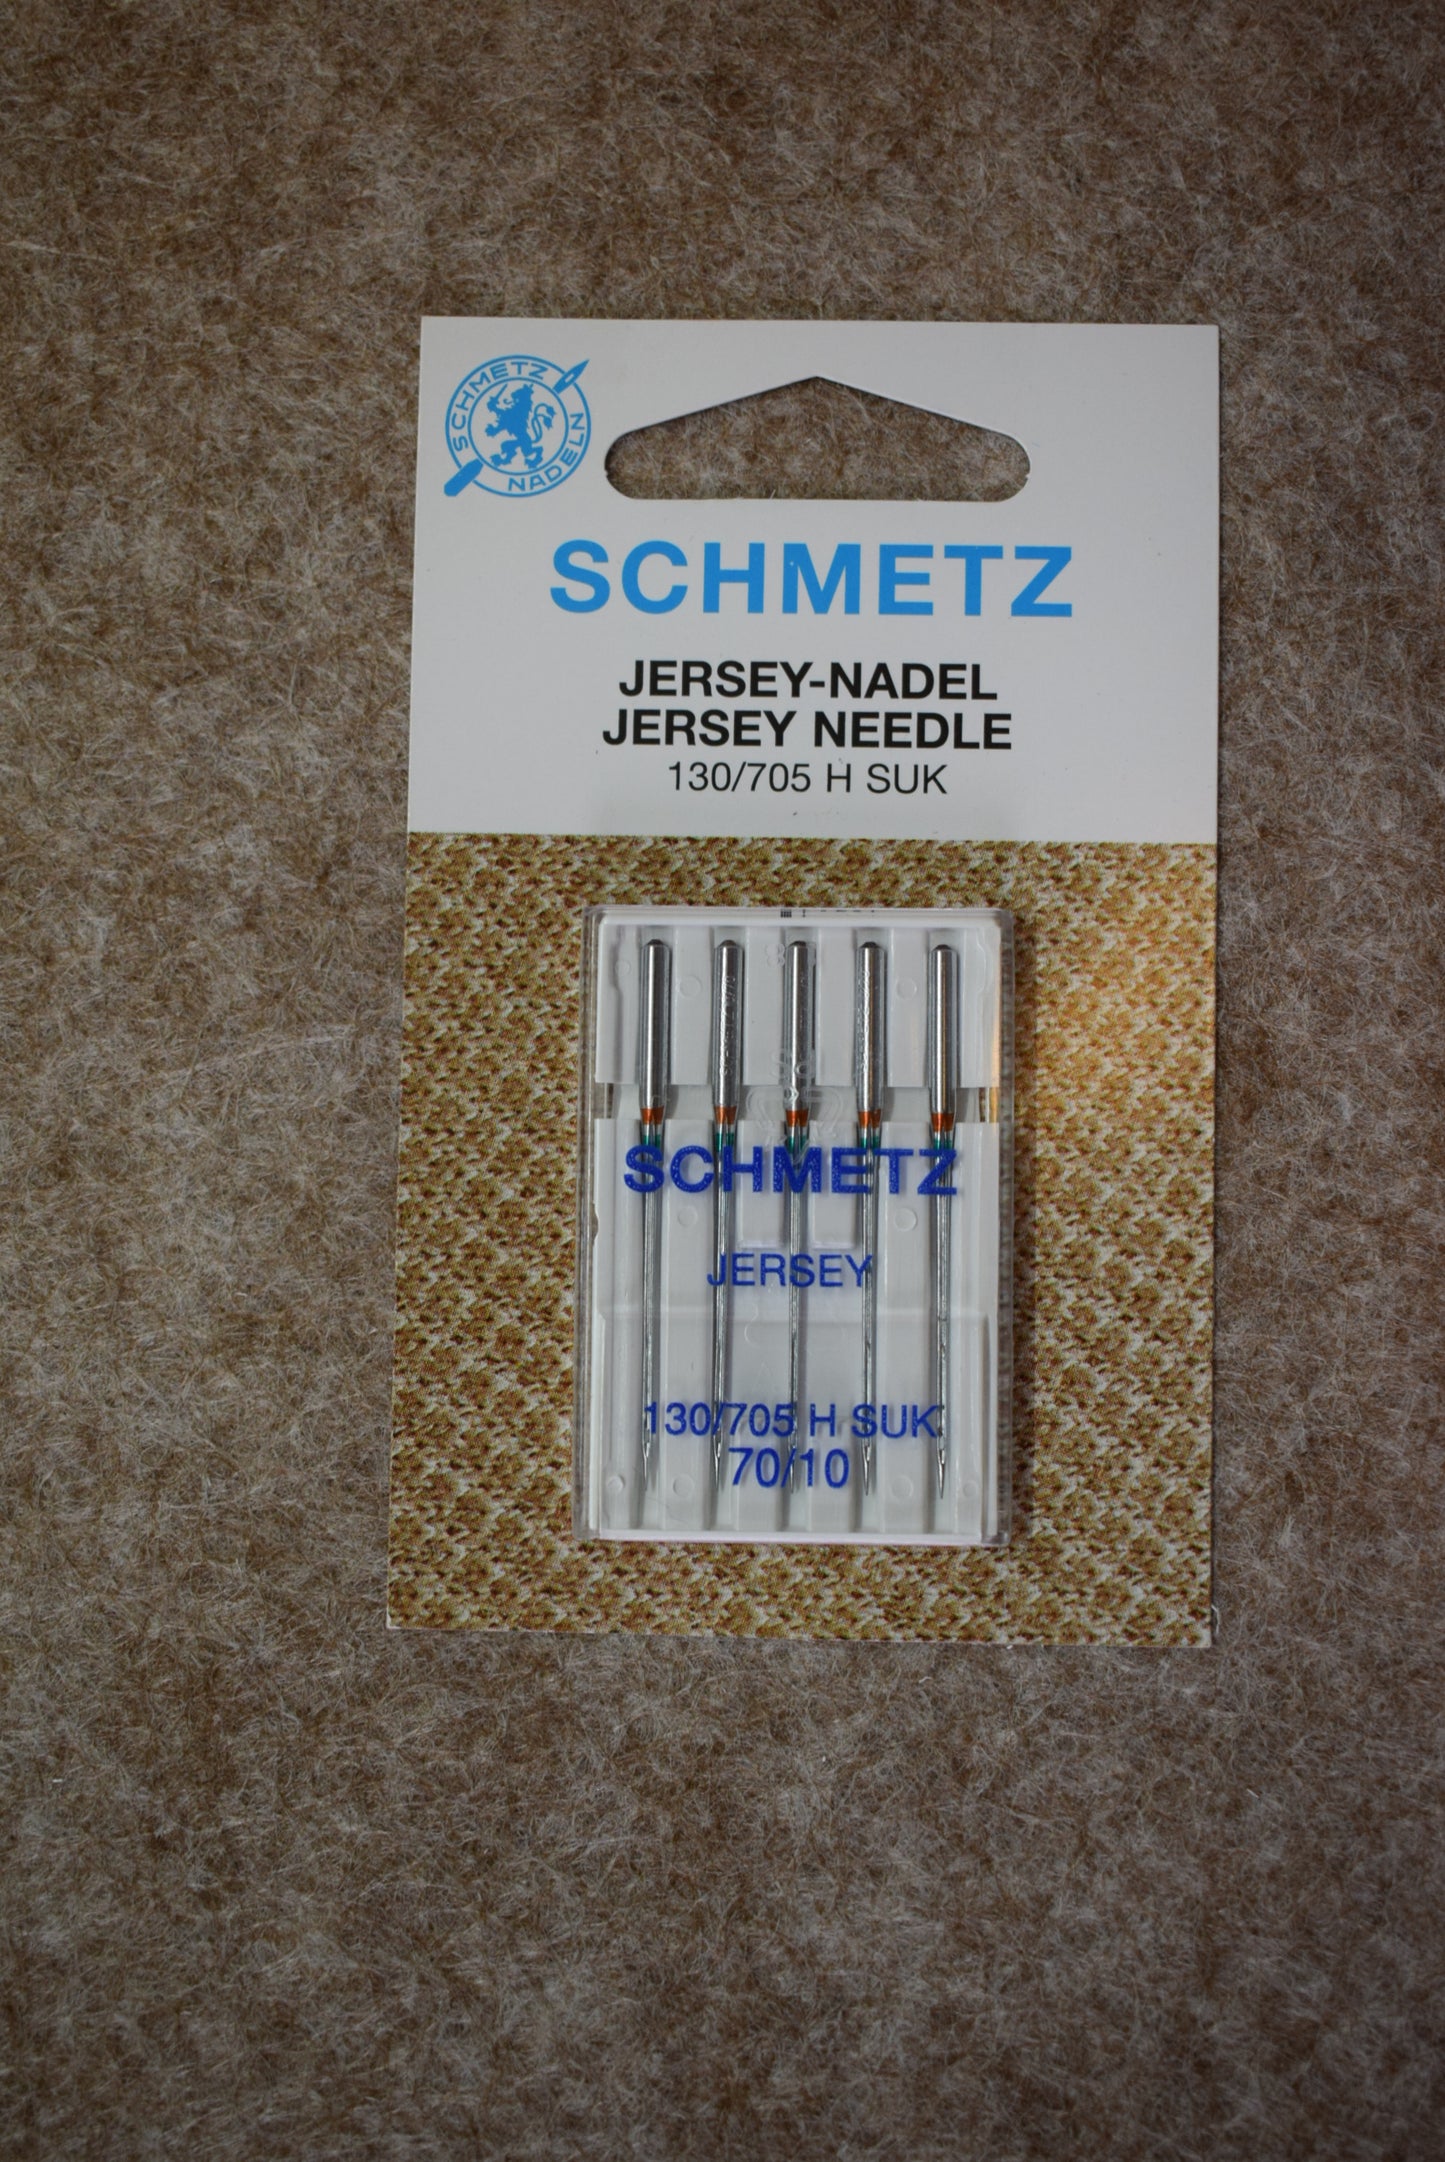 SCHMETZ
NADELN
SCHMETZ
JERSEY-NADEL
JERSEY NEEDLE
130/705 H SUK
SCHMETZ
JERSEY
130/705 H SUK
70/10